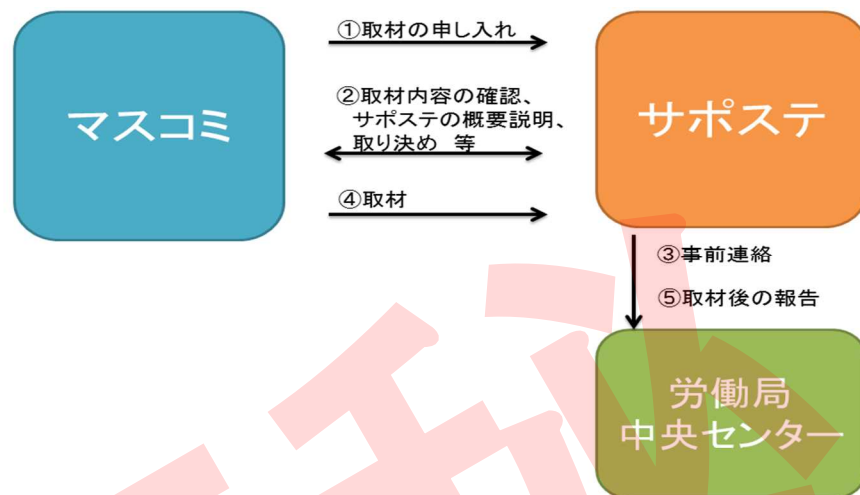 マスコミ
①取材の申し入れ
②取材内容の確認、
サポステの概要説明、
取り決め 等
④取材
サポステ
③事前連絡
⑤取材後の報告
労働局
中央センター